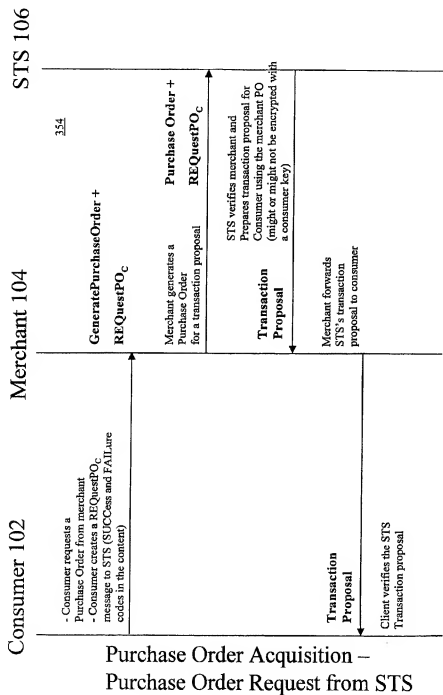 Consumer 102
Merchant 104
STS 106
354
- Consumer requests a
Purchase Order from merchant
- Consumer creates a REQuestPOC
message to STS (SUCCess and FAILure
codes in the content)
GeneratePurchaseOrder +
REQuestPOC
Merchant generates a
Purchase Order
for a transaction proposal
Purchase Order +
REQuestPOC
STS verifies merchant and
Prepares transaction proposal for
Consumer using the merchant PO
(might or might not be encrypted with
a consumer key)
Transaction
Proposal
Merchant forwards
STS's transaction
proposal to consumer
Transaction
Proposal
Client verifies the STS
Transaction proposal
Purchase Order Acquisition –
Purchase Order Request from STS